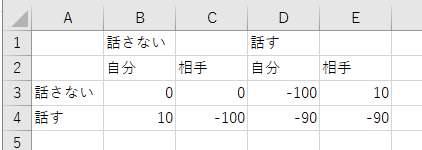 A B C D E
1 話さない 話す
2 自分 相手 自分 相手
3 話さない 0 0 -100 10
4 話す 10 -100 -90 -90
5